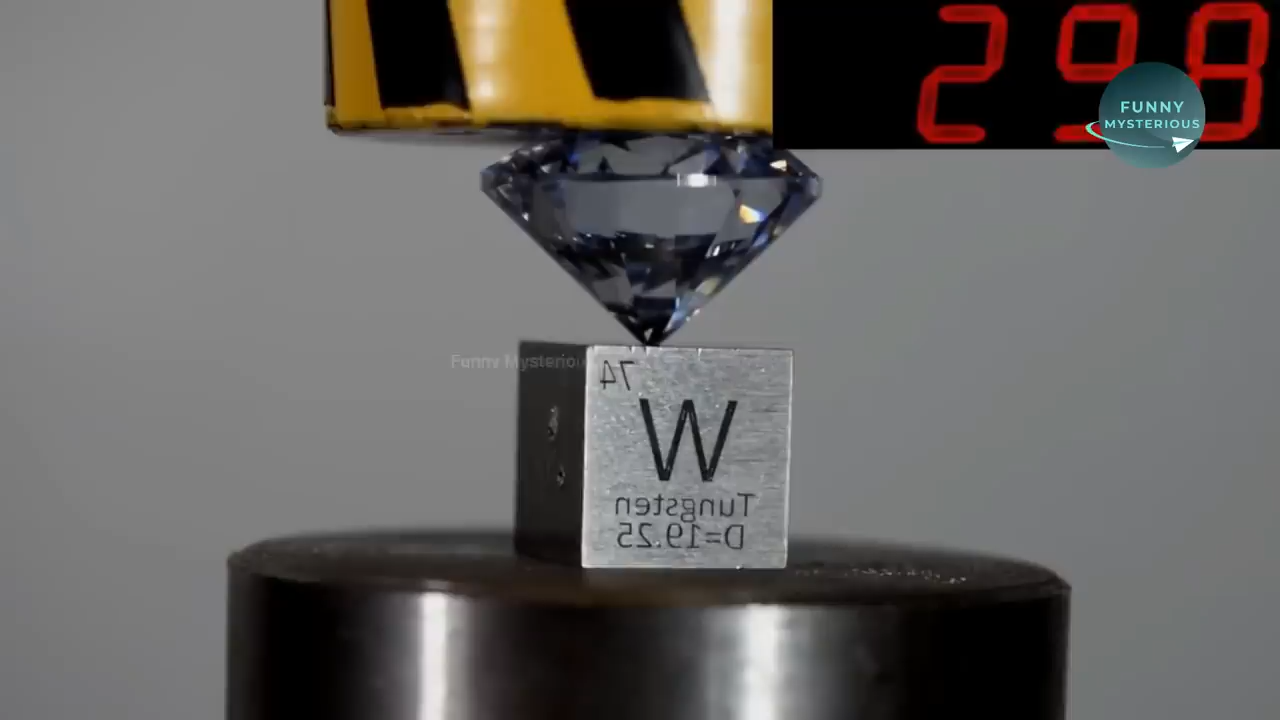 298
FUNNY
MYSTERIOUS
Funny Mysterious
74
W
Tungsten
D=19.25